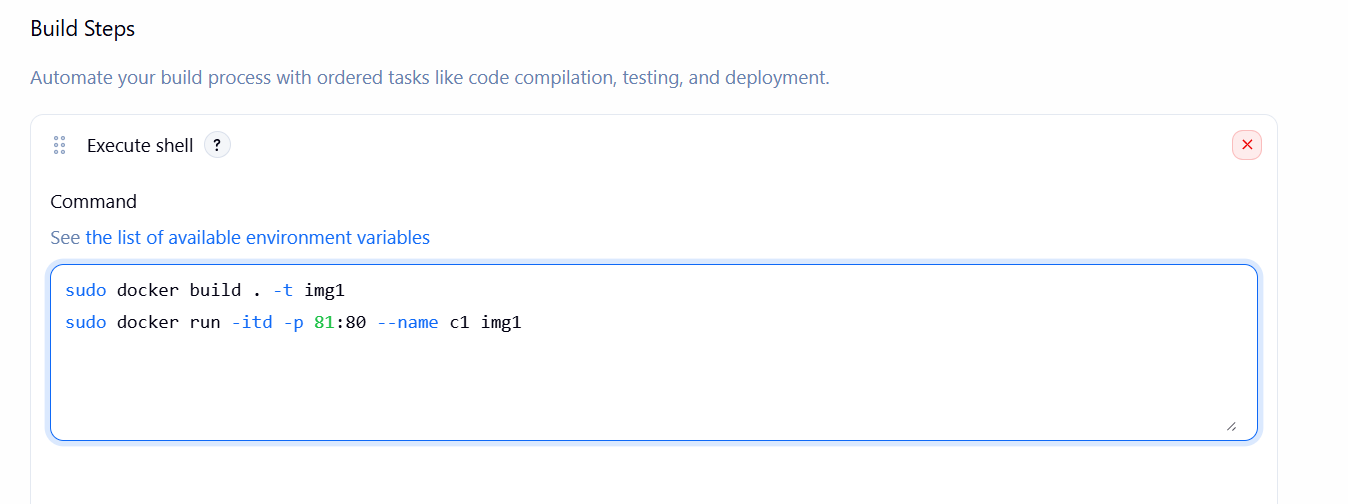 Build Steps
Automate your build process with ordered tasks like code compilation, testing, and deployment.
Execute shell ?
Command
See the list of available environment variables
sudo docker build . -t img1
sudo docker run -itd -p 81:80 --name c1 img1